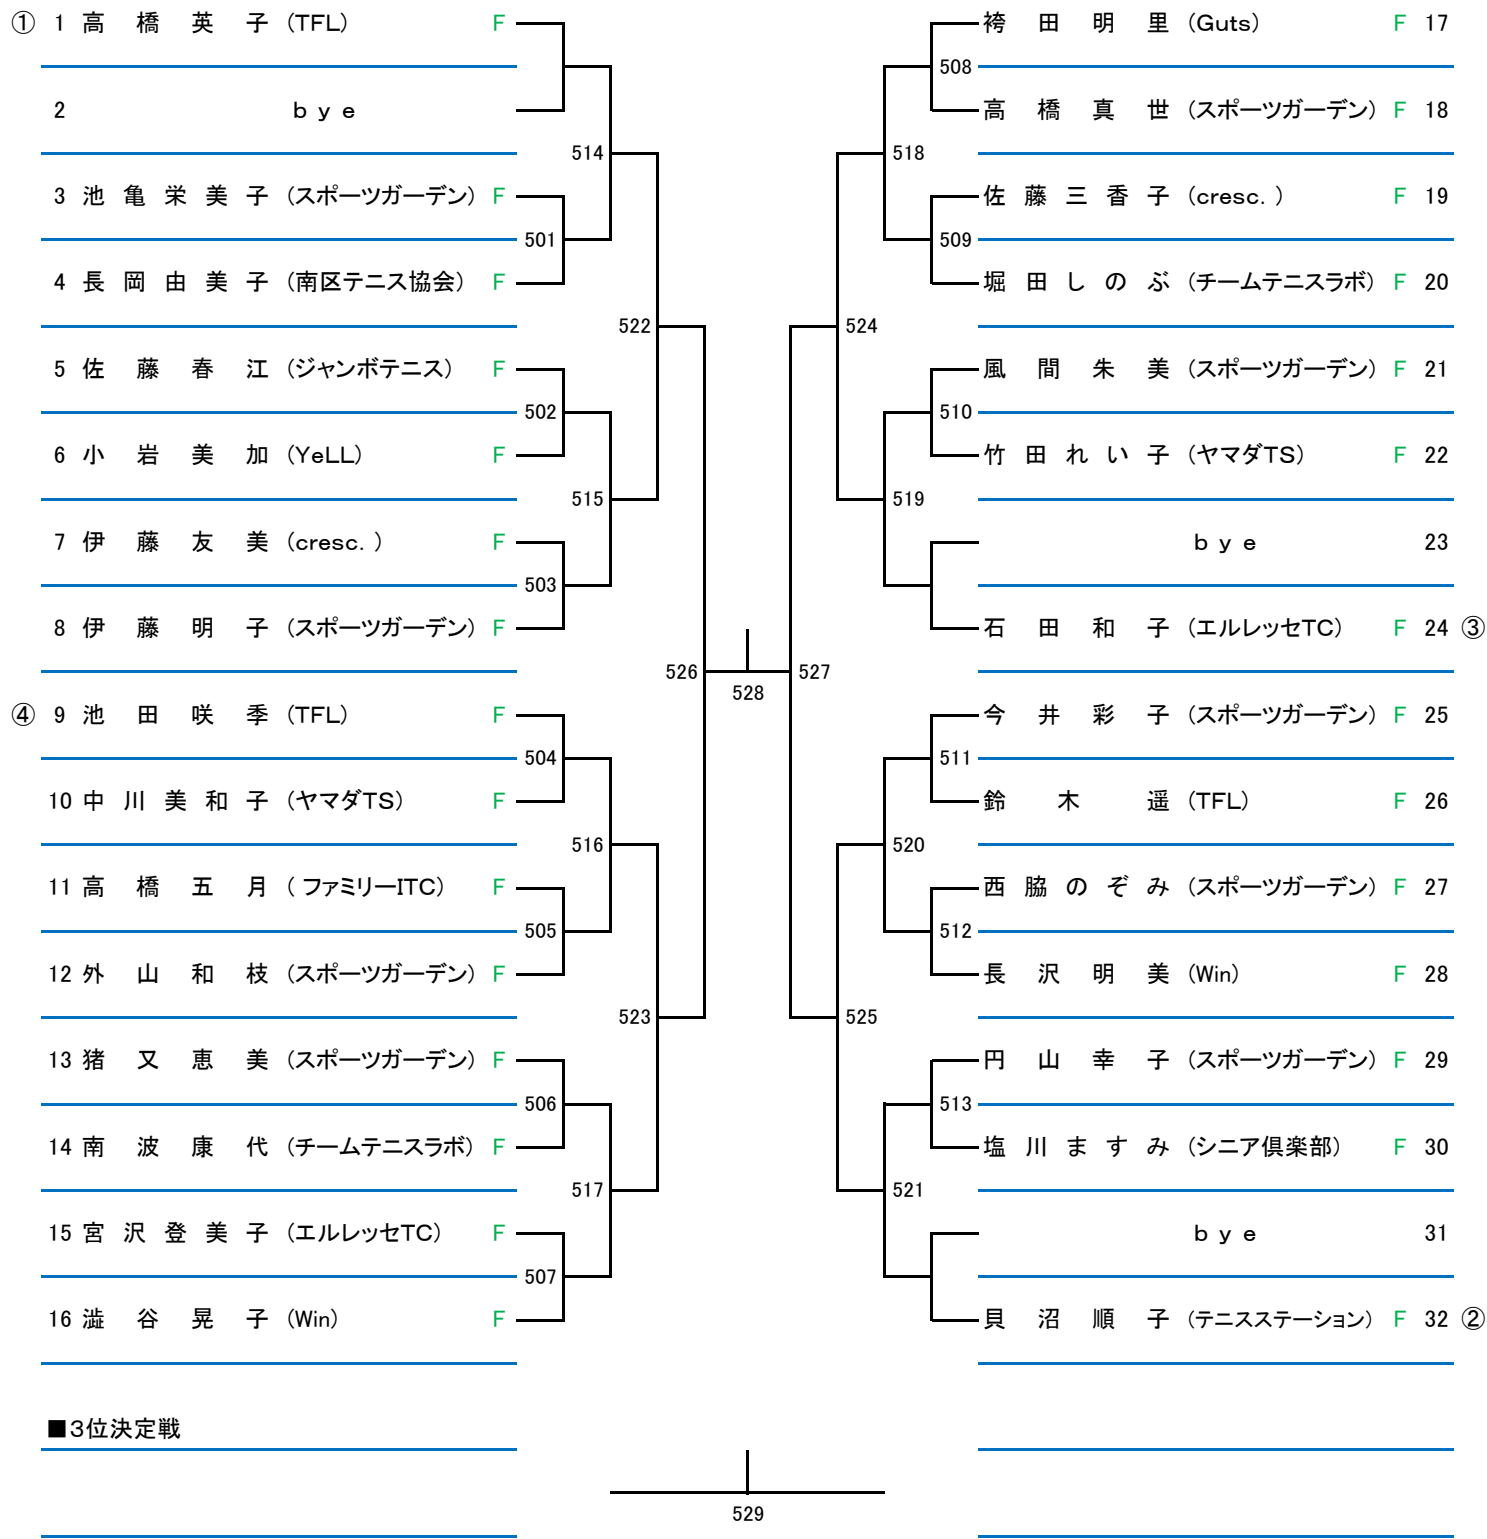 ① 1 高橋英子 (TFL) F
2 bye
514
3 池亀栄美子 (スポーツガーデン) F
501
4 長岡由美子 (南区テニス協会) F
522
5 佐藤春江 (ジャンボテニス) F
502
6 小岩美加 (YeLL) F
515
7 伊藤友美 (cresc.) F
503
8 伊藤明子 (スポーツガーデン) F
526
④ 9 池田咲季 (TFL) F
504
10 中川美和子 (ヤマダTS) F
516
11 高橋五月 ( ファミリーITC) F
505
12 外山和枝 (スポーツガーデン) F
523
13 猪又恵美 (スポーツガーデン) F
506
14 南波康代 (チームテニスラボ) F
517
15 宮沢登美子 (エルレッセTC) F
507
16 澁谷晃子 (Win) F
528
袴田明里 (Guts) F 17
508
高橋真世 (スポーツガーデン) F 18
518
佐藤三香子 (cresc.) F 19
509
堀田しのぶ (チームテニスラボ) F 20
524
風間朱美 (スポーツガーデン) F 21
510
竹田れい子 (ヤマダTS) F 22
519
bye 23
石田和子 (エルレッセTC) F 24 ③
527
今井彩子 (スポーツガーデン) F 25
511
鈴木遥 (TFL) F 26
520
西脇のぞみ (スポーツガーデン) F 27
512
長沢明美 (Win) F 28
525
円山幸子 (スポーツガーデン) F 29
513
塩川ますみ (シニア倶楽部) F 30
521
bye 31
貝沼順子 (テニスステーション) F 32 ②
■3位決定戦
529